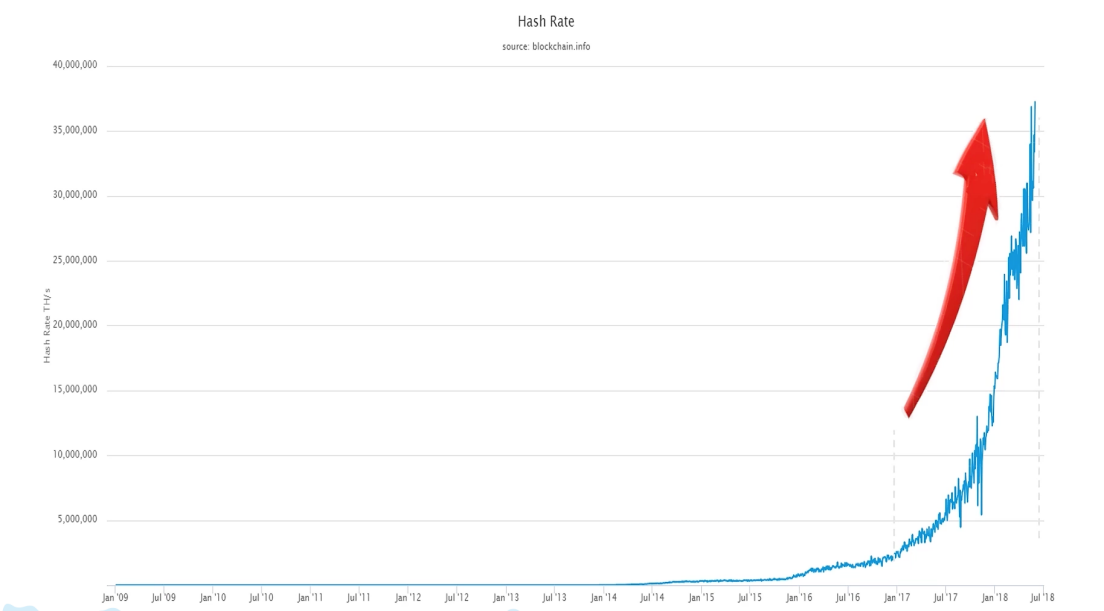 Hash Rate
source: blockchain.info
40,000,000
35,000,000
30,000,000
25,000,000
20,000,000
15,000,000
10,000,000
5,000,000
Hash Rate TH/s
Jan '09 Jul '09 Jan '10 Jul '10 Jan '11 Jul '11 Jan '12 Jul '12 Jan '13 Jul '13 Jan '14 Jul '14 Jan '15 Jul '15 Jan '16 Jul '16 Jan '17 Jul '17 Jan '18 Jul '18